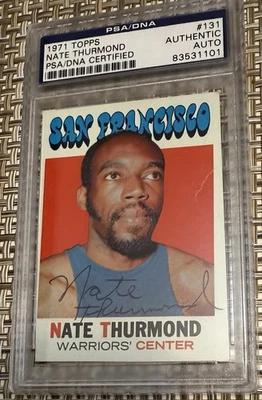 PSA/DNA
1971 TOPPS #131
NATE THURMOND AUTHENTIC
PSA/DNA CERTIFIED AUTO
83531101
SAN FRANCISCO
Nate
Thurmond
NATE THURMOND
WARRIORS' CENTER